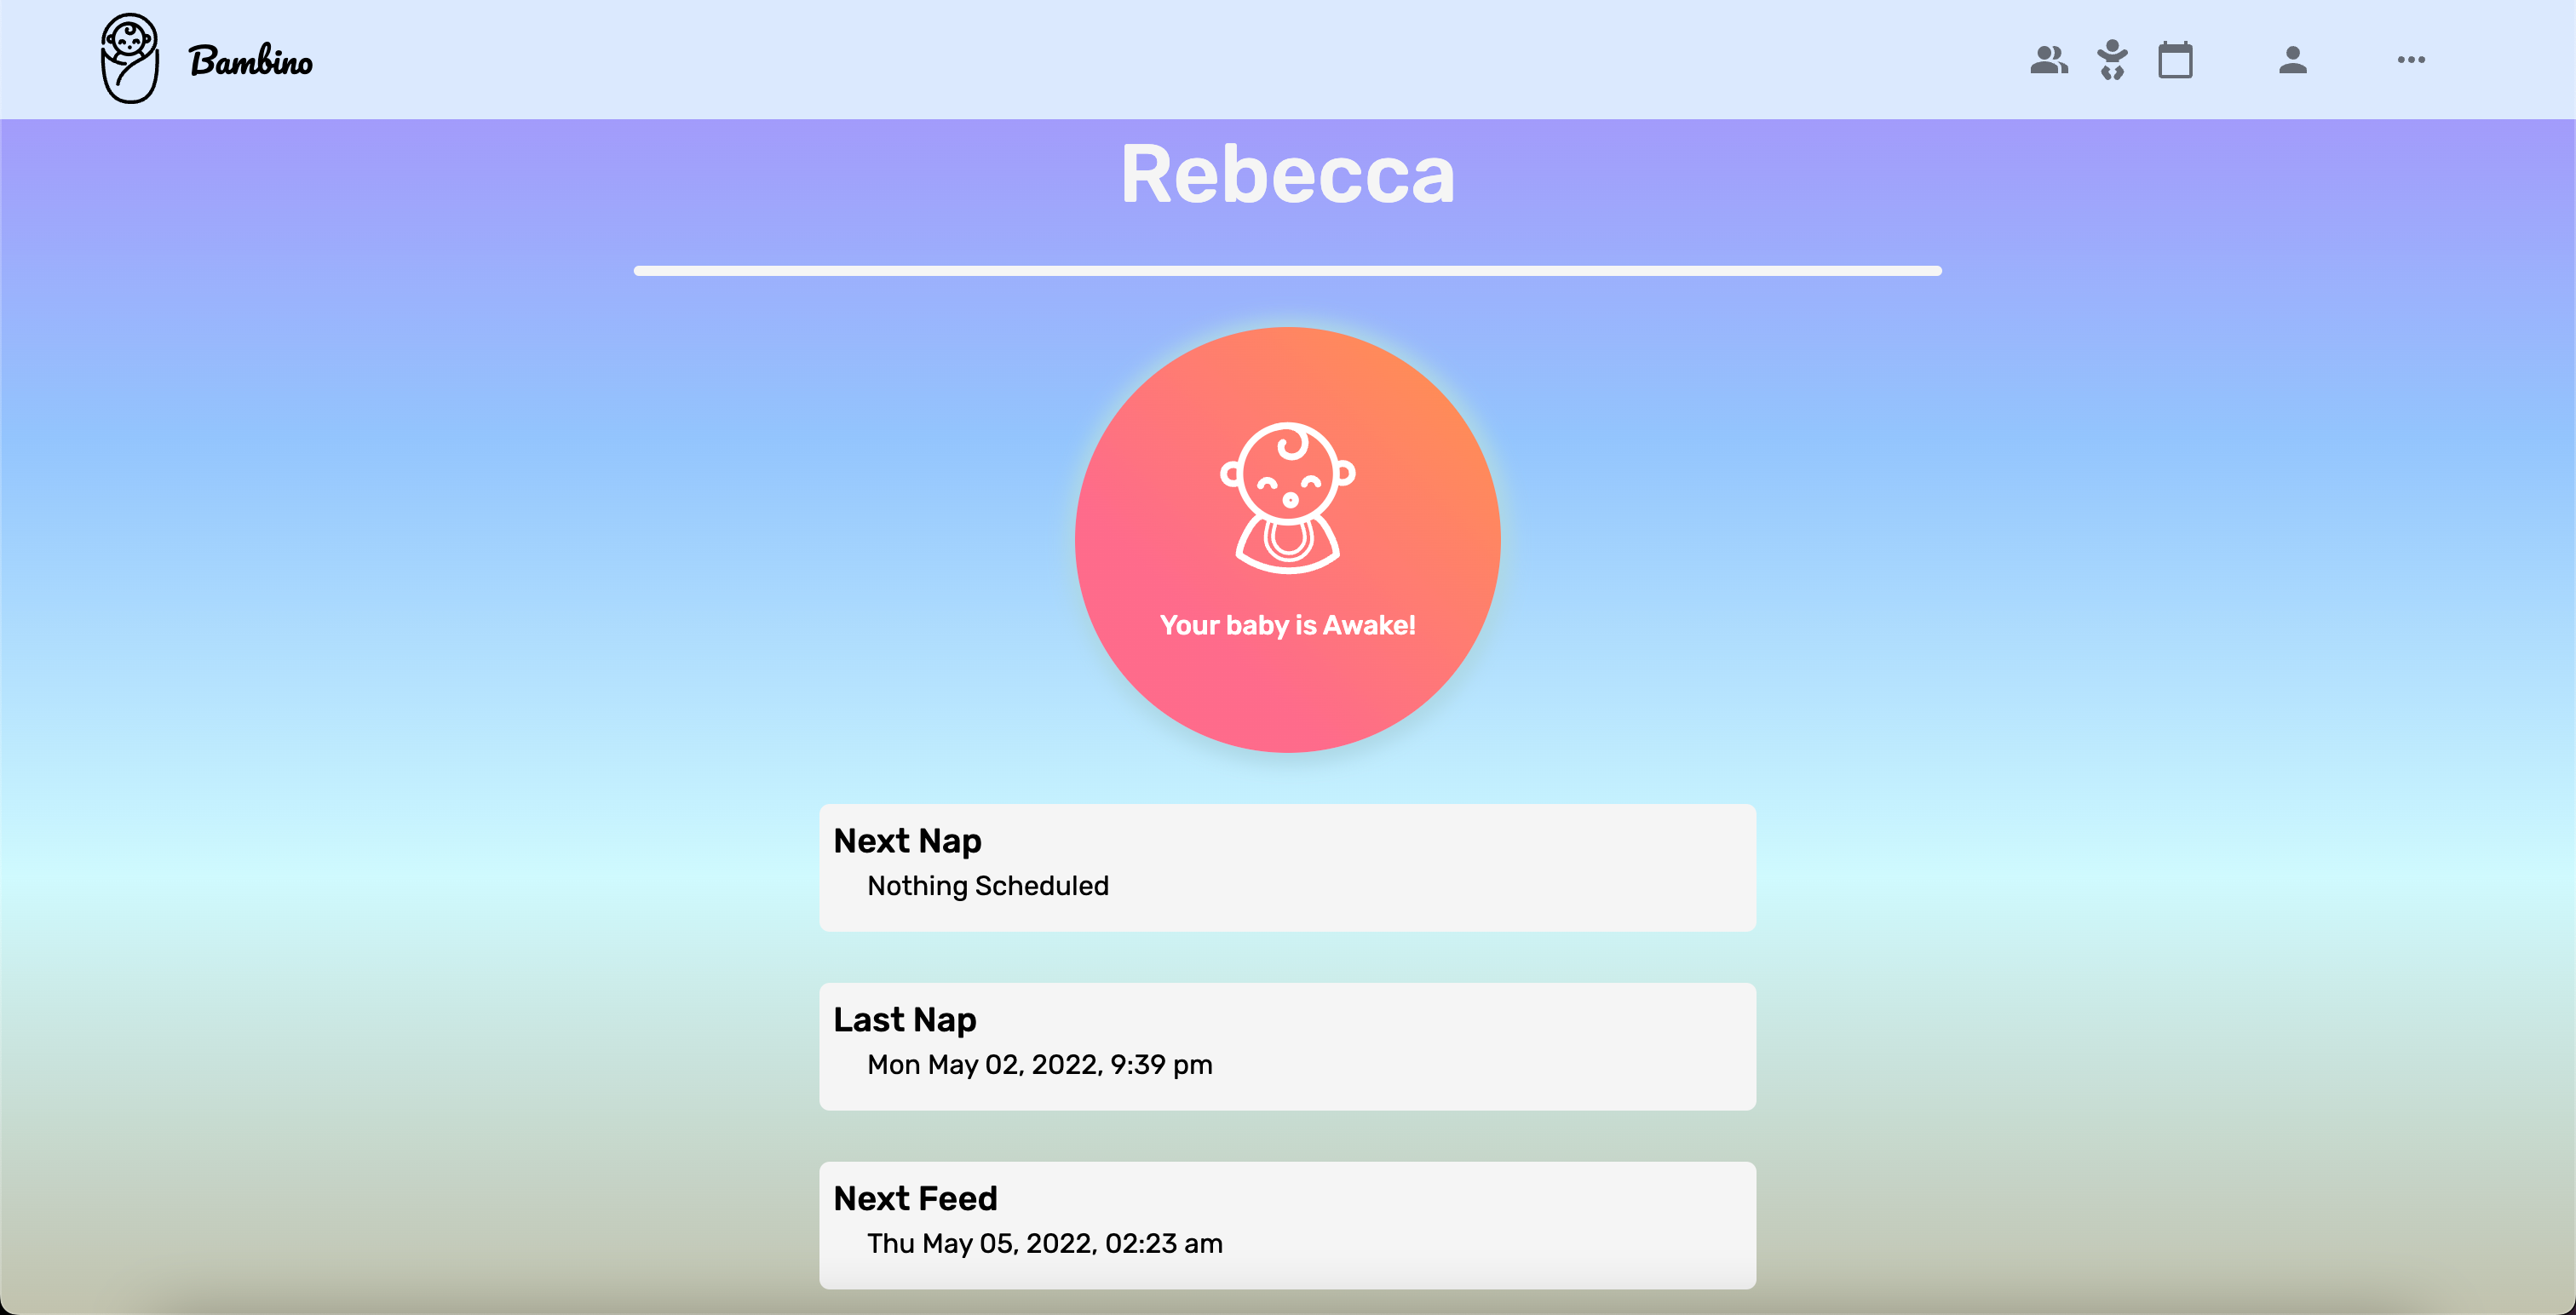 Bambino
Rebecca
Your baby is Awake!
Next Nap
Nothing Scheduled
Last Nap
Mon May 02, 2022, 9:39 pm
Next Feed
Thu May 05, 2022, 02:23 am